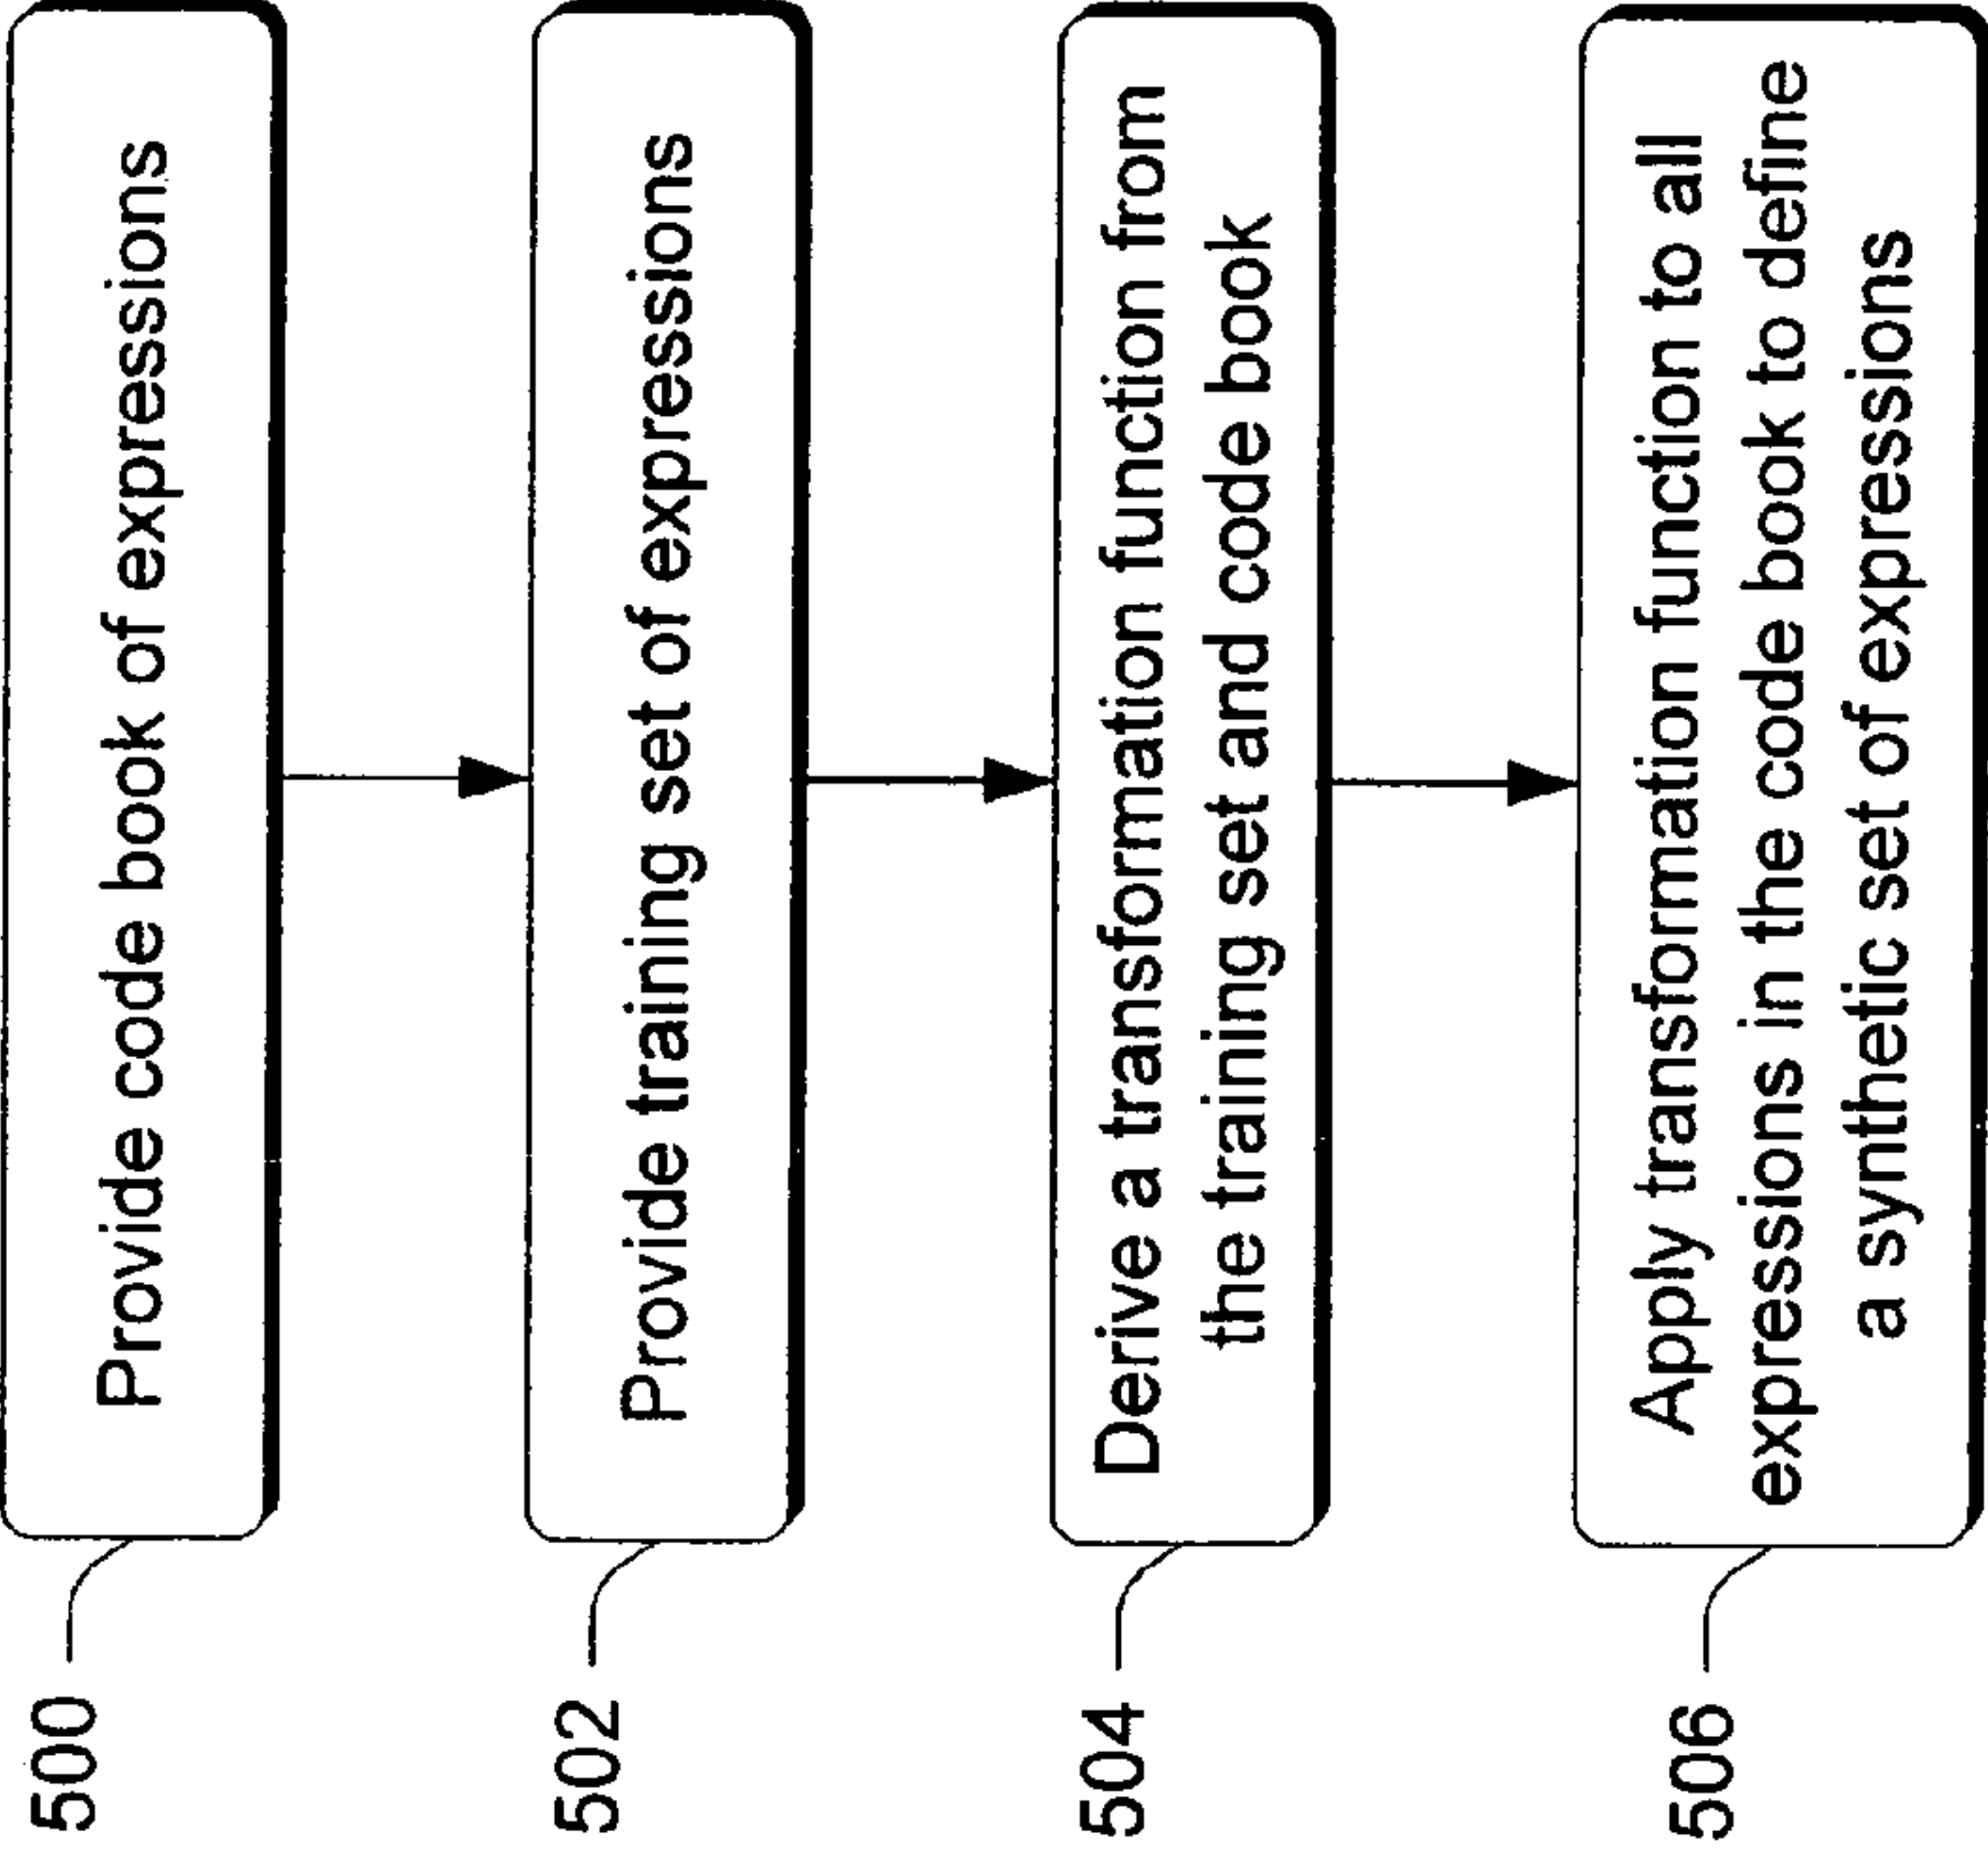 500
Provide code book of expressions
502
Provide training set of expressions
504
Derive a transformation function from
the training set and code book
506
Apply transformation function to all
expressions in the code book to define
a synthetic set of expressions